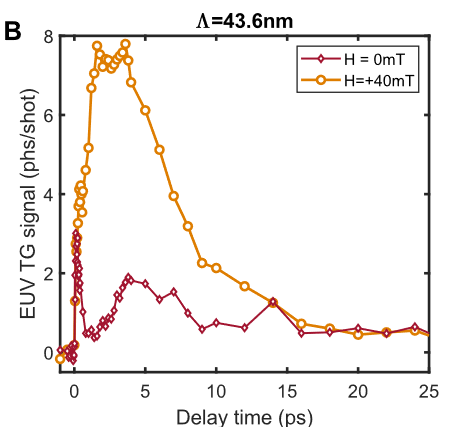 B
Λ=43.6nm
EUV TG signal (phs/shot)
8
6
4
2
0
H = 0mT
H=+40mT
0 5 10 15 20 25
Delay time (ps)